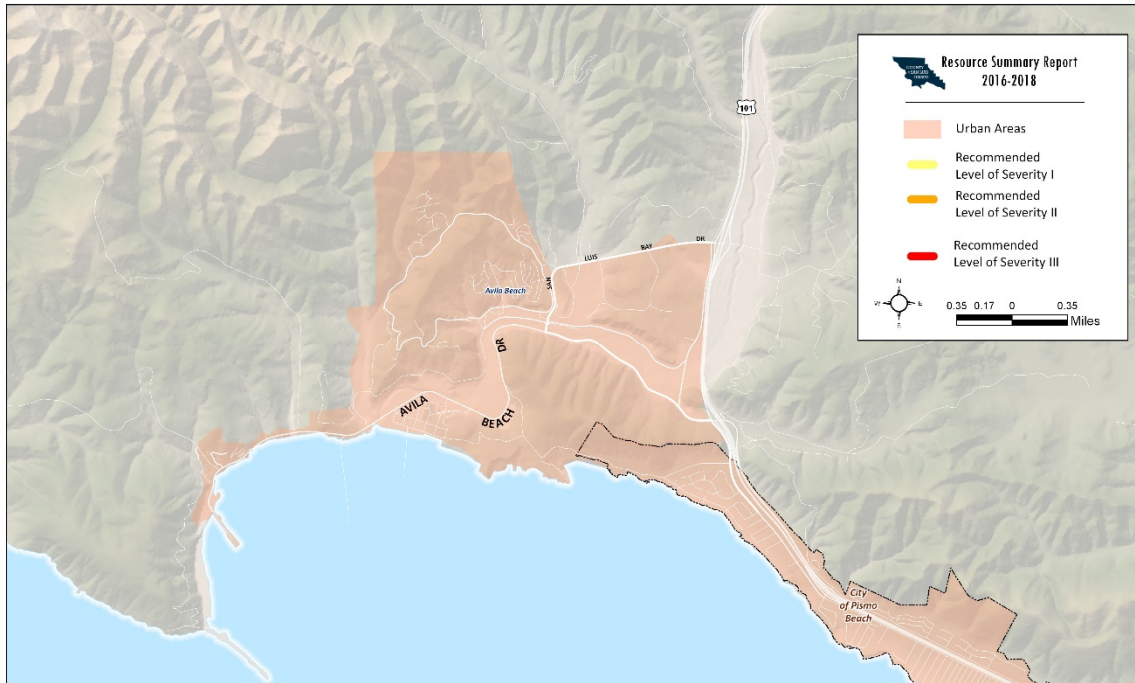 Resource Summary Report
2016-2018
Urban Areas
Recommended
Level of Severity I
Recommended
Level of Severity II
Recommended
Level of Severity III
N
W
E
S
0.35 0.17 0 0.35
Miles
101
SAN LUIS BAY DR
Avila Beach
AVILA BEACH DR
City
of Pismo
Beach